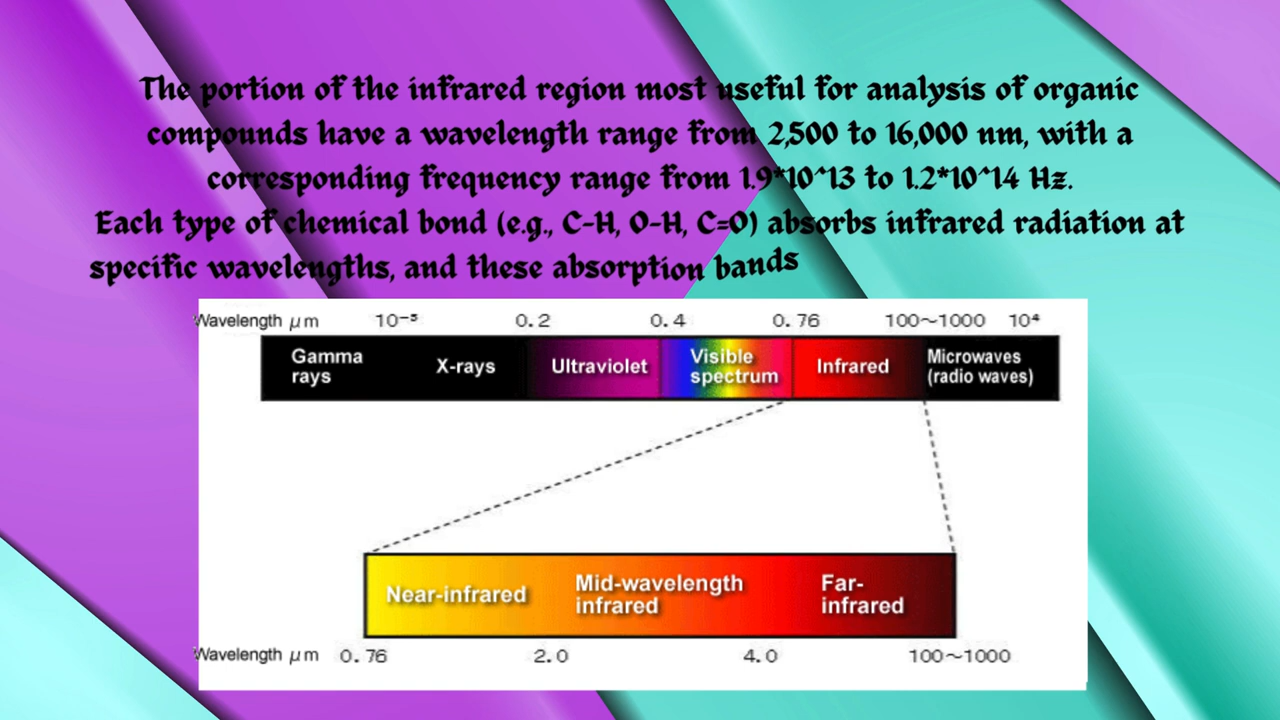 The portion of the infrared region most useful for analysis of organic
compounds have a wavelength range from 2,500 to 16,000 nm, with a
corresponding frequency range from 1.9*10^13 to 1.2*10^14 Hz.
Each type of chemical bond (e.g., C-H, O-H, C=O) absorbs infrared radiation at
specific wavelengths, and these absorption bands
Wavelength μm 10⁻⁵ 0.2 0.4 0.76 100~1000 10⁴
Gamma
rays
X-rays
Ultraviolet
Visible
spectrum
Infrared
Microwaves
(radio waves)
Near-infrared
Mid-wavelength
infrared
Far-
infrared
Wavelength μm 0.76 2.0 4.0 100~1000